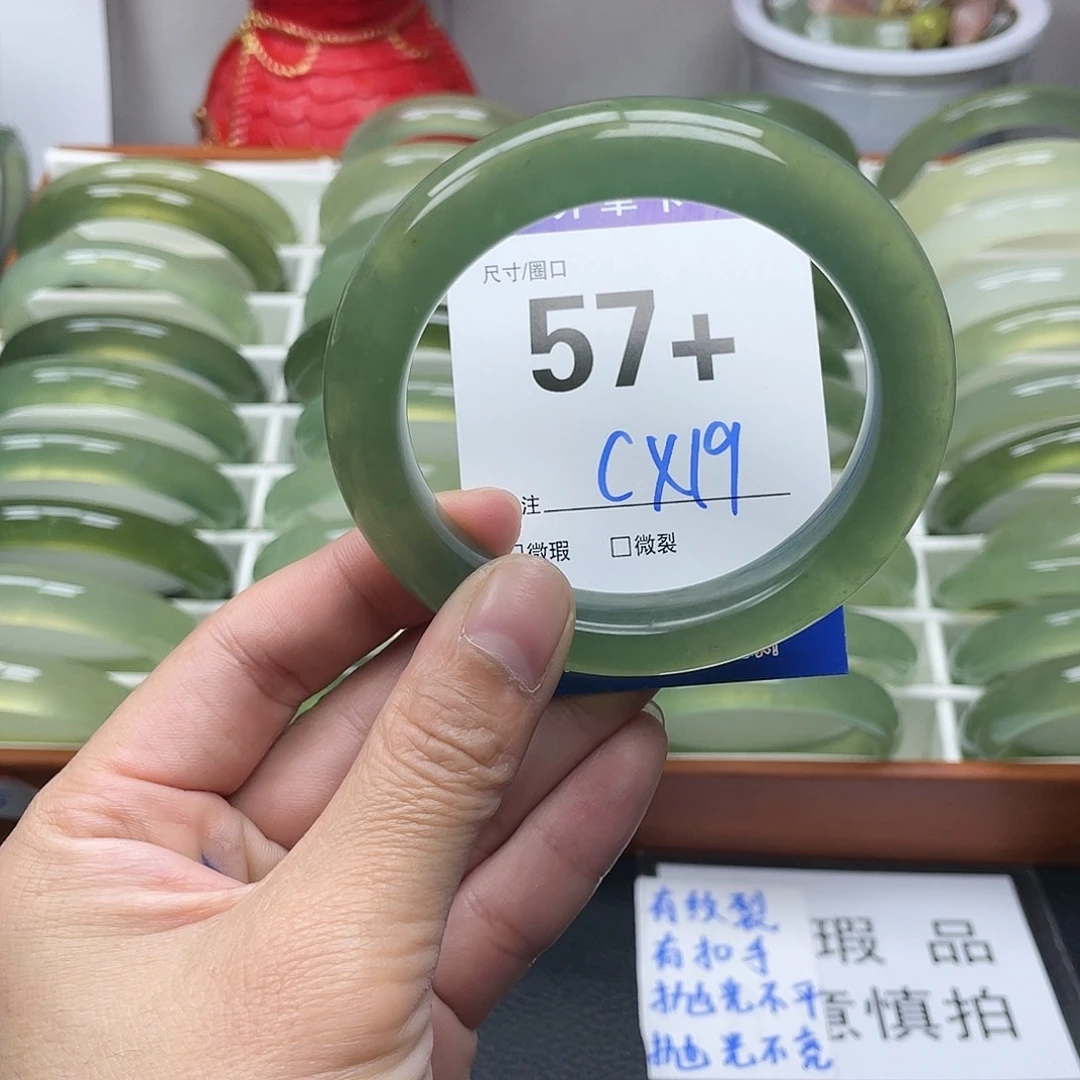 尺寸/圈口
57+
CX19
注
微瑕 □微裂
有纹裂
有扣手
抛光不平
抛光不亮
瑕品
意慎拍